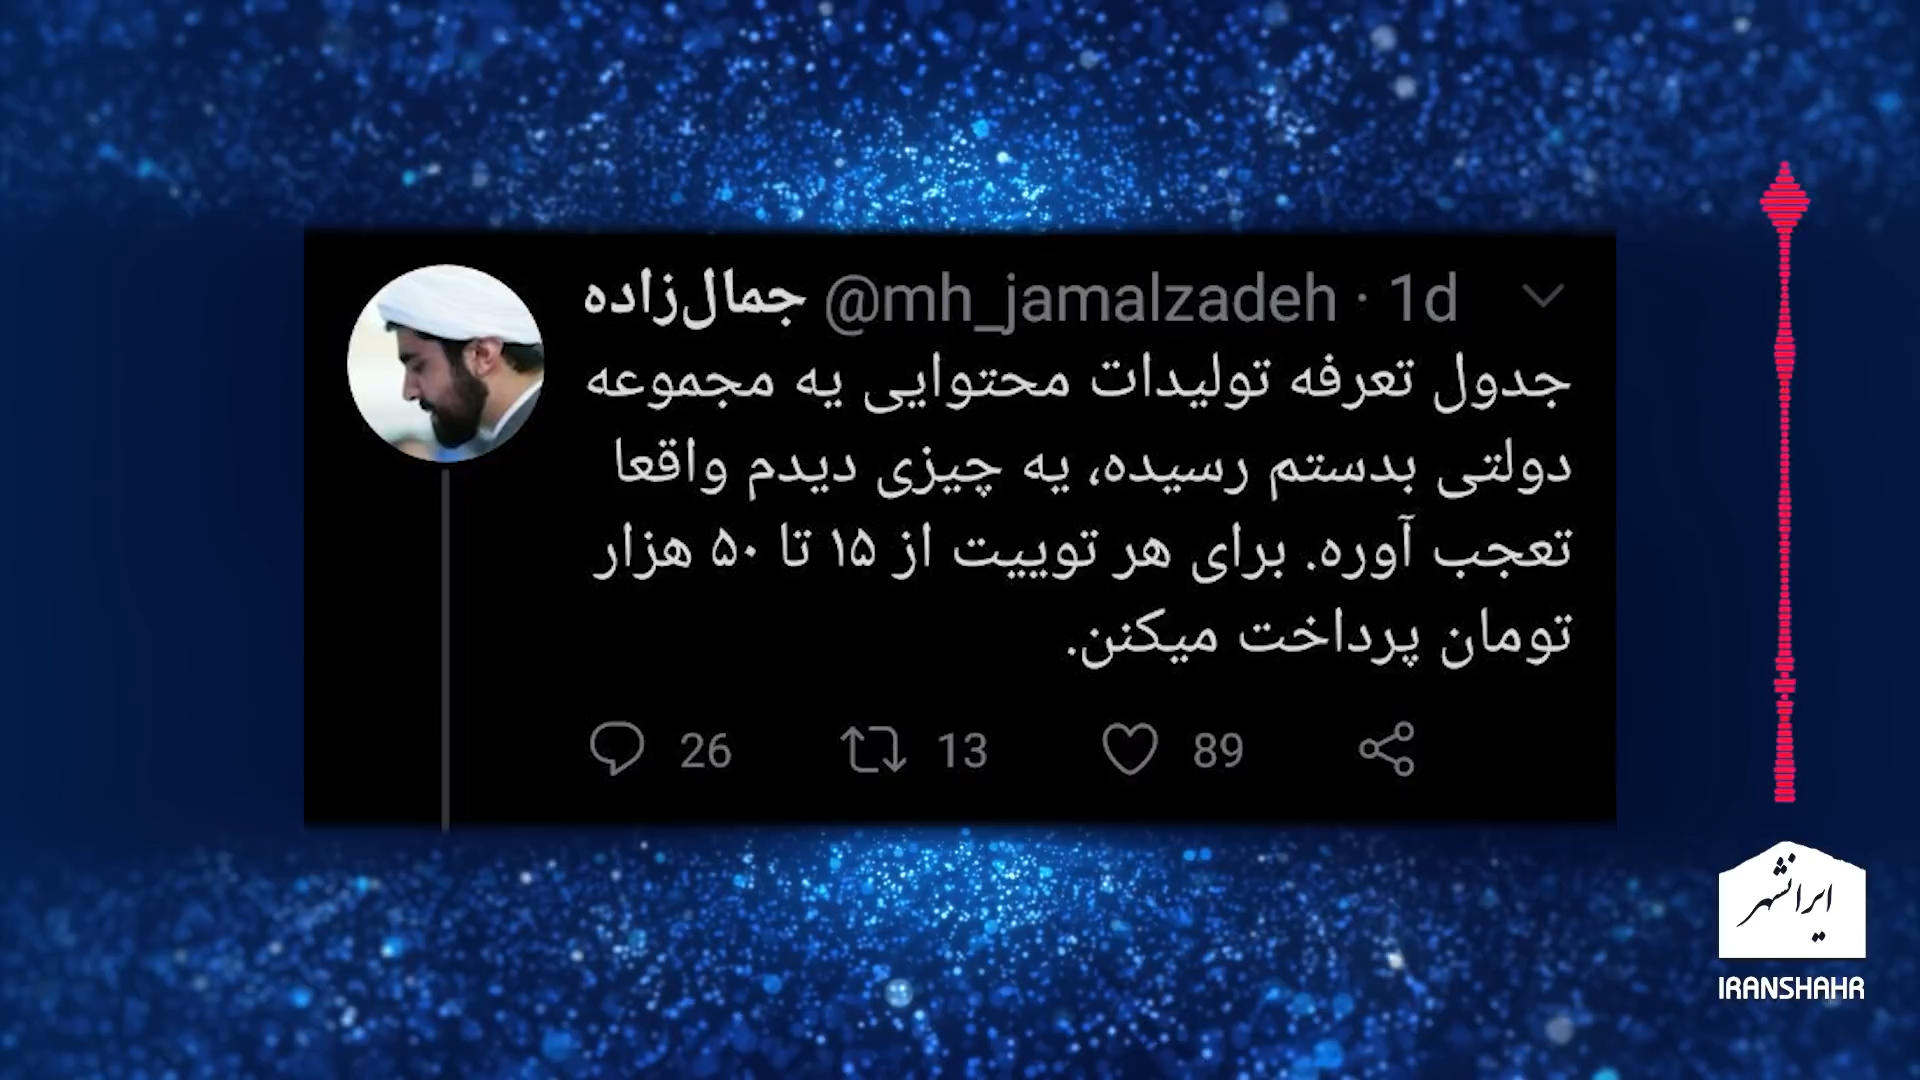 جمال‌زاده @mh_jamalzadeh · 1d
جدول تعرفه تولیدات محتوایی یه مجموعه
دولتی بدستم رسیده، یه چیزی دیدم واقعا
تعجب آوره. برای هر توییت از ۱۵ تا ۵۰ هزار
تومان پرداخت میکنن.
26 13 89
ایرانشهر
IRANSHAHR